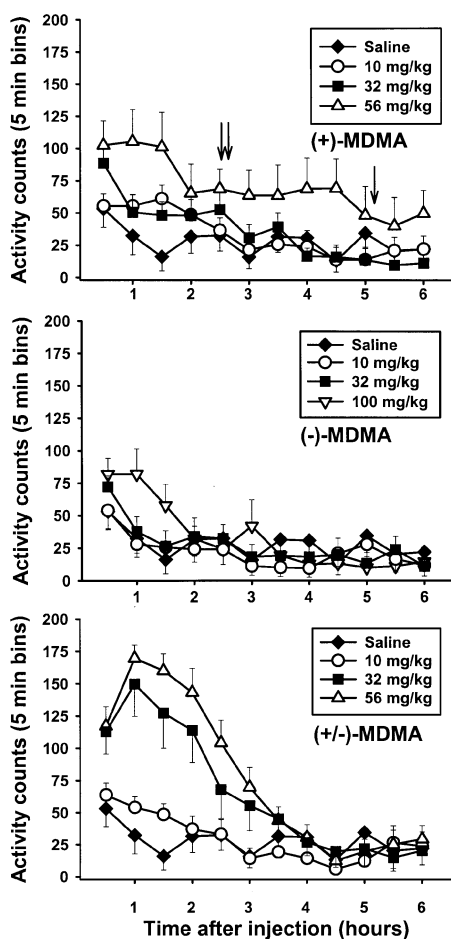 200
175
150
125
100
75
50
25
0
Activity counts (5 min bins)
Saline
10 mg/kg
32 mg/kg
56 mg/kg
(+)-MDMA
1 2 3 4 5 6
200
175
150
125
100
75
50
25
0
Activity counts (5 min bins)
Saline
10 mg/kg
32 mg/kg
100 mg/kg
(-)-MDMA
1 2 3 4 5 6
200
175
150
125
100
75
50
25
0
Activity counts (5 min bins)
Saline
10 mg/kg
32 mg/kg
56 mg/kg
(+/-)-MDMA
1 2 3 4 5 6
Time after injection (hours)